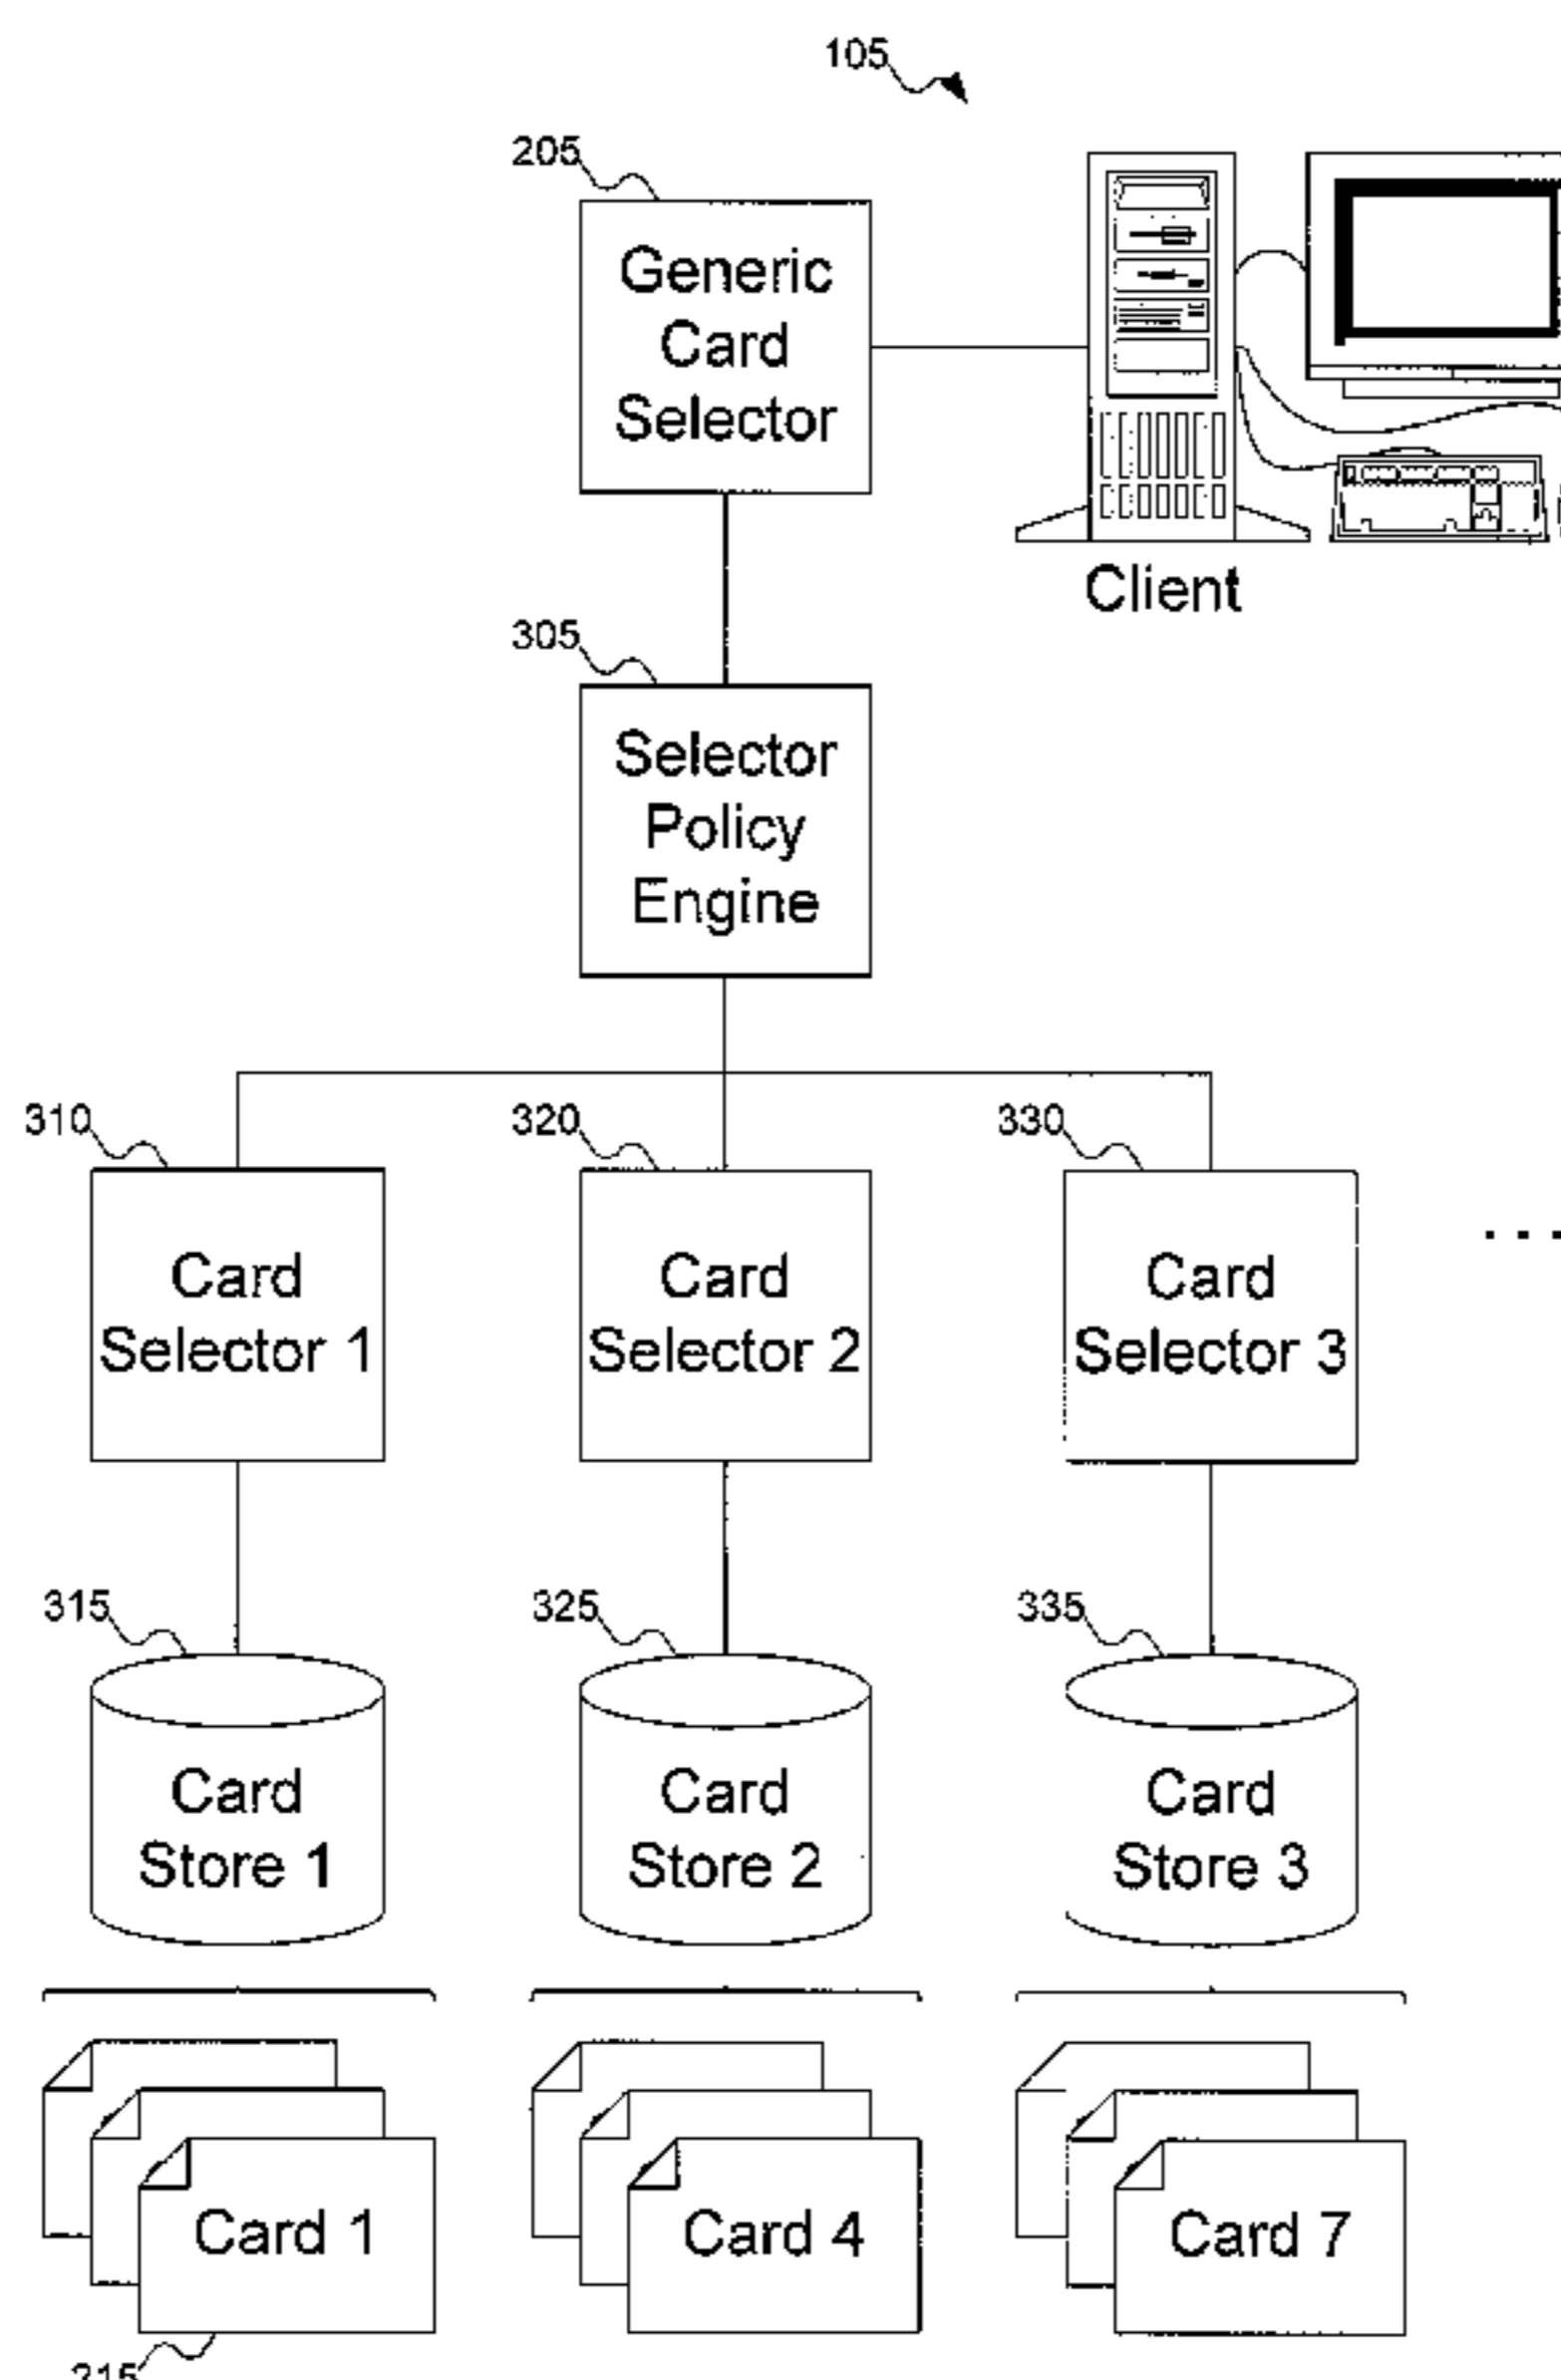 105
205
Generic
Card
Selector
Client
305
Selector
Policy
Engine
310
320
330
Card
Selector 1
Card
Selector 2
Card
Selector 3
...
315
325
335
Card
Store 1
Card
Store 2
Card
Store 3
Card 1
Card 4
Card 7